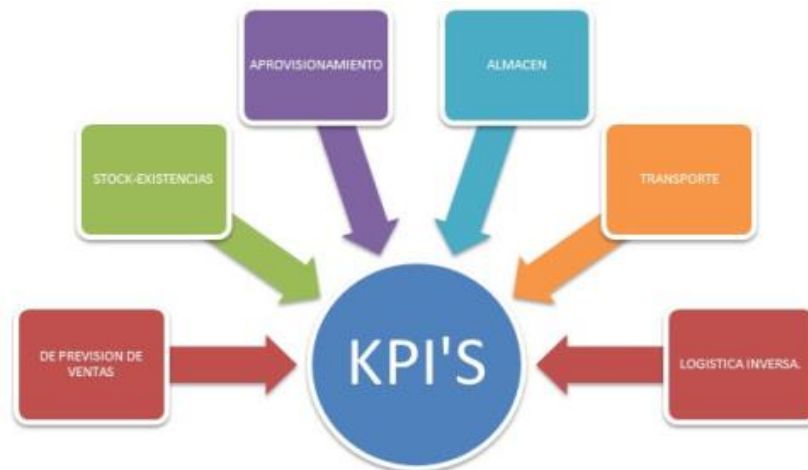 APROVISIONAMIENTO
ALMACEN
STOCK-EXISTENCIAS
TRANSPORTE
DE PREVISION DE
VENTAS
KPI'S
LOGISTICA INVERSA.